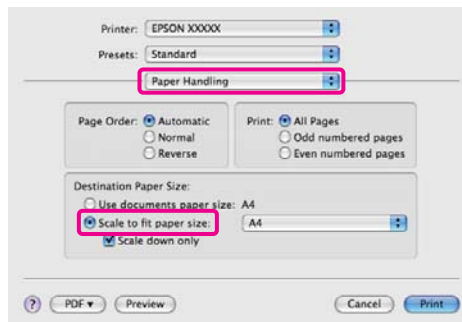 Printer: EPSON XXXXX
Presets: Standard
Paper Handling
Page Order: Automatic
Normal
Reverse
Print: All Pages
Odd numbered pages
Even numbered pages
Destination Paper Size:
Use documents paper size: A4
Scale to fit paper size: A4
Scale down only
? PDF ▼ Preview Cancel Print